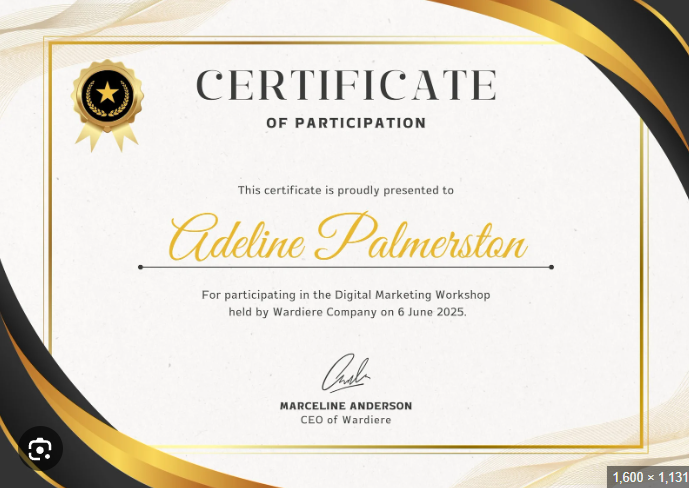 CERTIFICATE
OF PARTICIPATION
This certificate is proudly presented to
Adeline Palmerston
For participating in the Digital Marketing Workshop
held by Wardiere Company on 6 June 2025.
MARCELINE ANDERSON
CEO of Wardiere
1,600 × 1,131